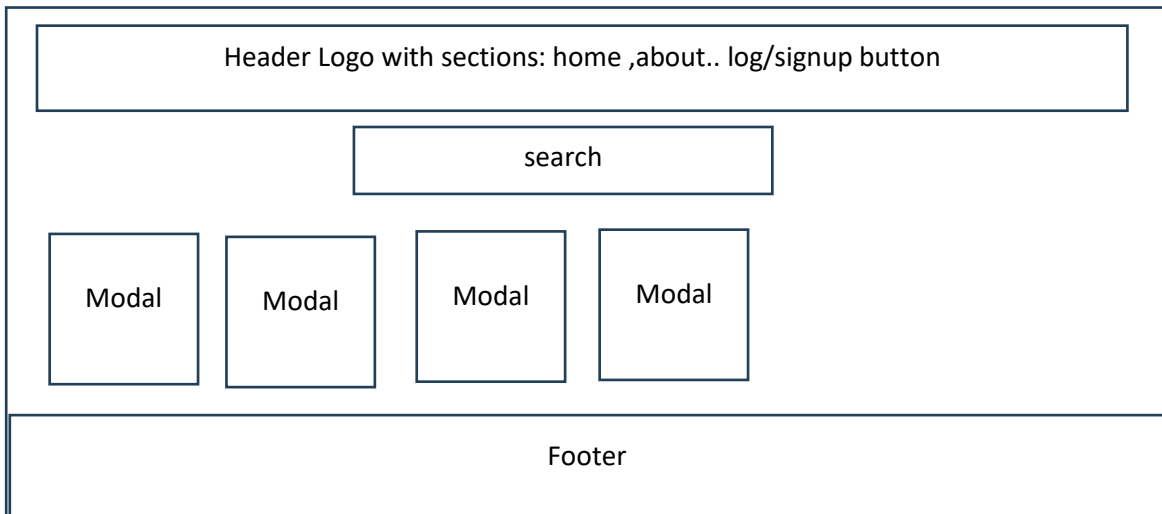 Header Logo with sections: home ,about.. log/signup button
search
Modal
Modal
Modal
Modal
Footer